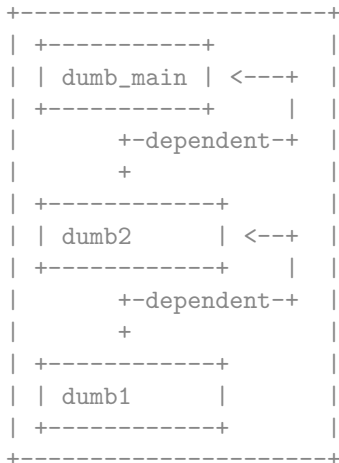 +-----------------------+
| +-----------+         |
| | dumb_main | <---+   |
| +-----------+     |   |
|       +-dependent-+   |
|       +               |
| +------------+        |
| | dumb2      | <--+   |
| +------------+    |   |
|       +-dependent-+   |
|       +               |
| +------------+        |
| | dumb1      |        |
| +------------+        |
+-----------------------+